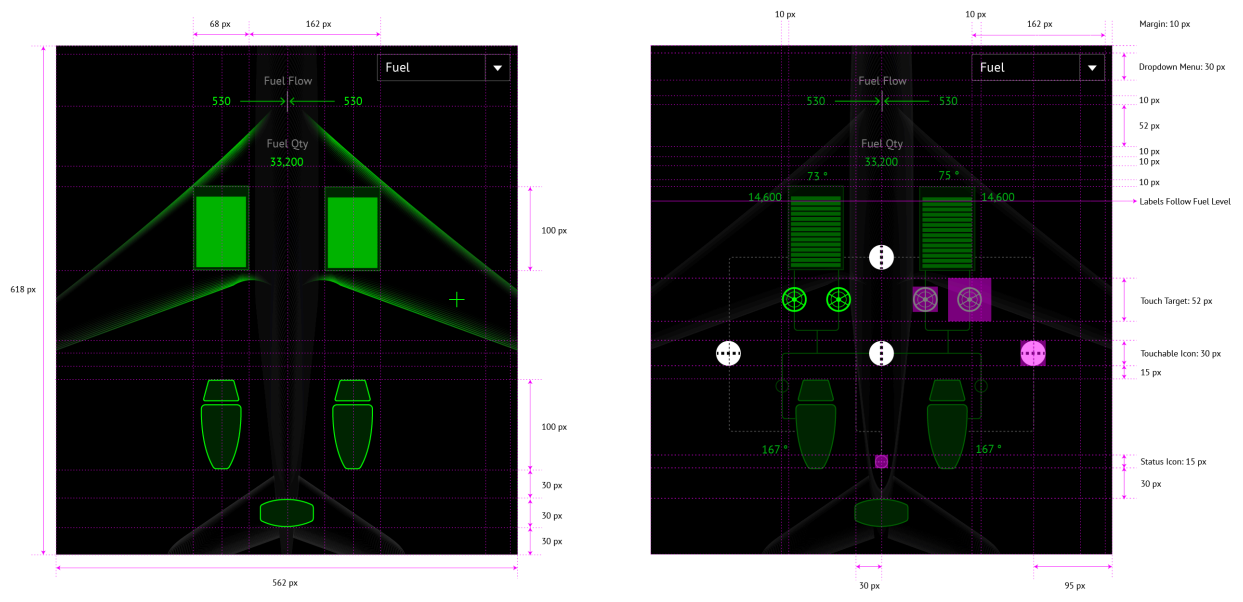 68 px
162 px
Fuel
Fuel Flow
530
530
Fuel Qty
33,200
618 px
100 px
100 px
30 px
30 px
30 px
562 px
10 px
10 px
162 px
Margin: 10 px
Fuel
Dropdown Menu: 30 px
Fuel Flow
530
530
10 px
52 px
Fuel Qty
33,200
10 px
10 px
73 °
75 °
10 px
14,600
14,600
Labels Follow Fuel Level
Touch Target: 52 px
Touchable Icon: 30 px
15 px
167 °
167 °
Status Icon: 15 px
30 px
30 px
95 px